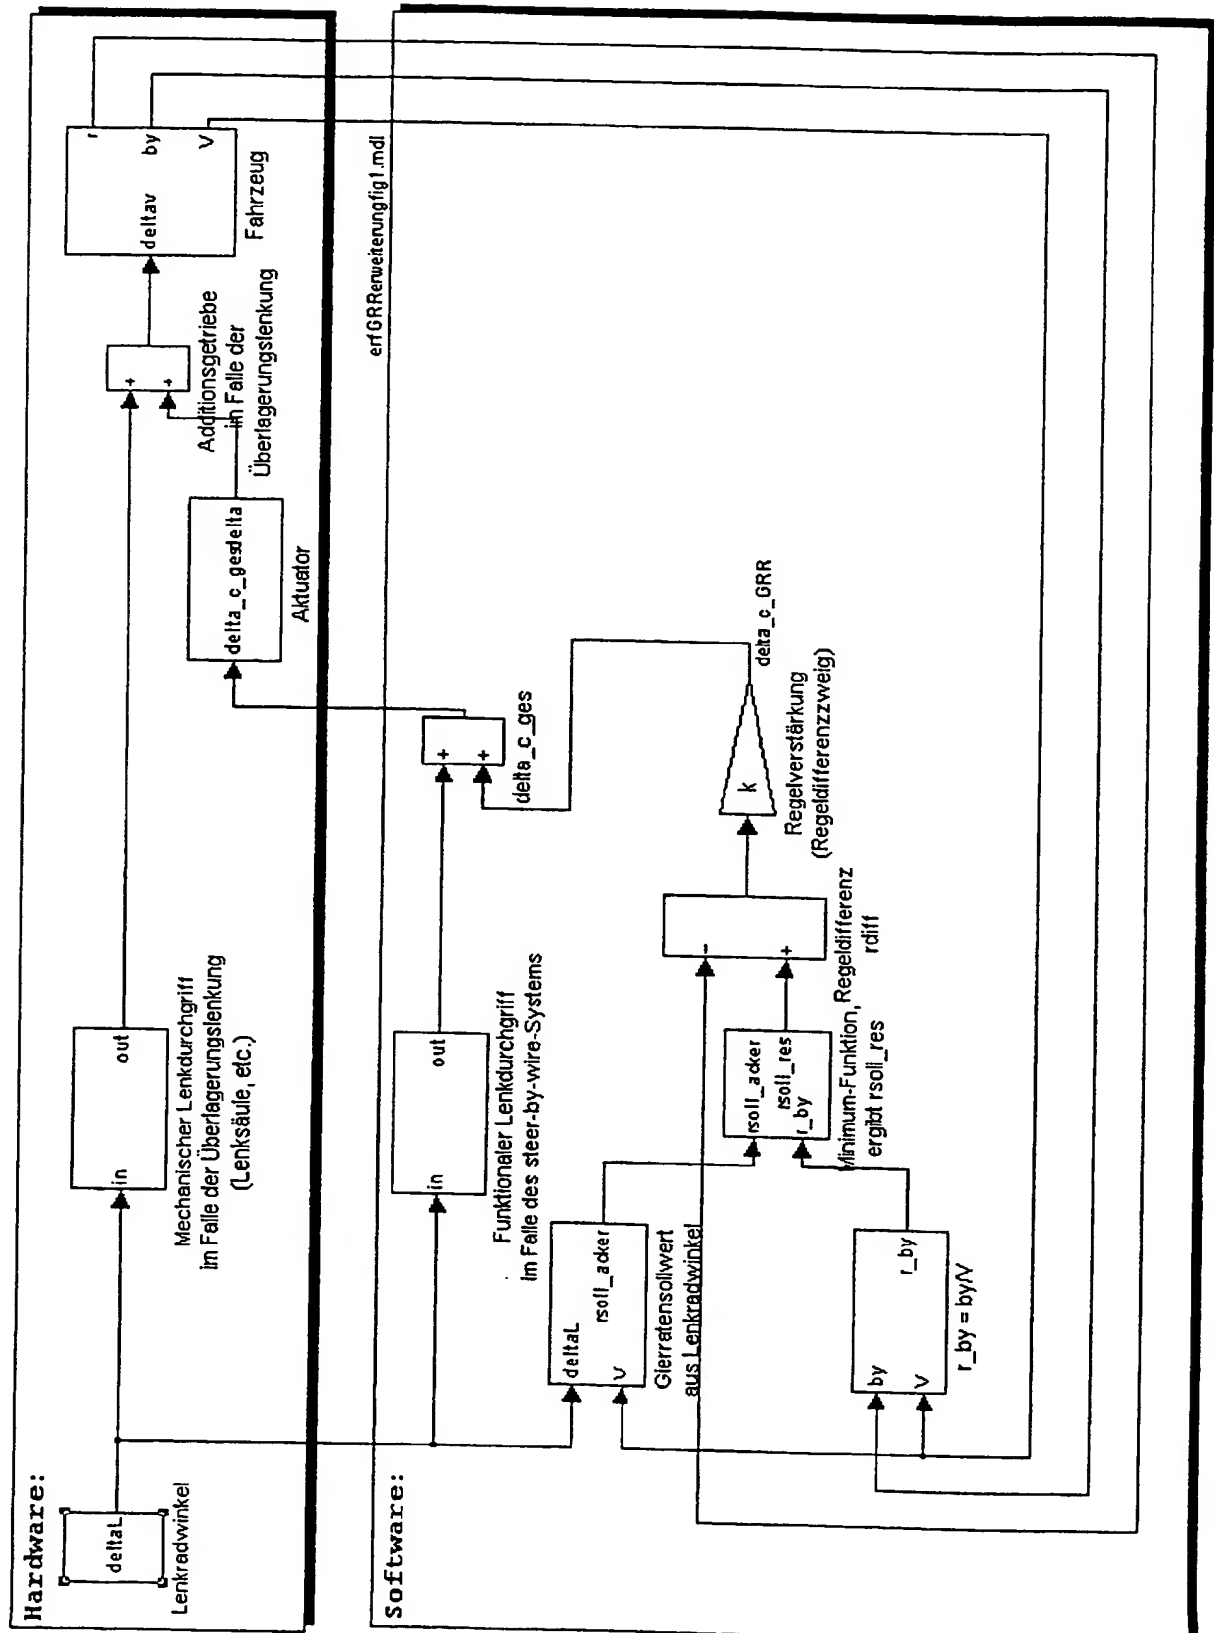 Hardware:
deltaL
Lenkradwinkel
in
out
Mechanischer Lenkdurchgriff
im Falle der Überlagerungslenkung
(Lenksäule, etc.)
+
+
Additionsgetriebe
im Falle der
Überlagerungslenkung
delta_c_ges
delta
Aktuator
deltav
r
by
V
Fahrzeug
Software:
erfGRRerweiterungfig1.mdl
in
out
Funktionaler Lenkdurchgriff
im Falle des steer-by-wire-Systems
+
+
delta_c_ges
deltaL
V
rsoll_acker
Gierratensollwert
aus Lenkradwinkel
by
V
r_by
r_by = by/V
rsoll_acker
rsoll_res
r_by
Minimum-Funktion,
ergibt rsoll_res
-
+
Regeldifferenz
rdiff
k
Regelverstärkung
(Regeldifferenzzweig)
delta_c_GRR